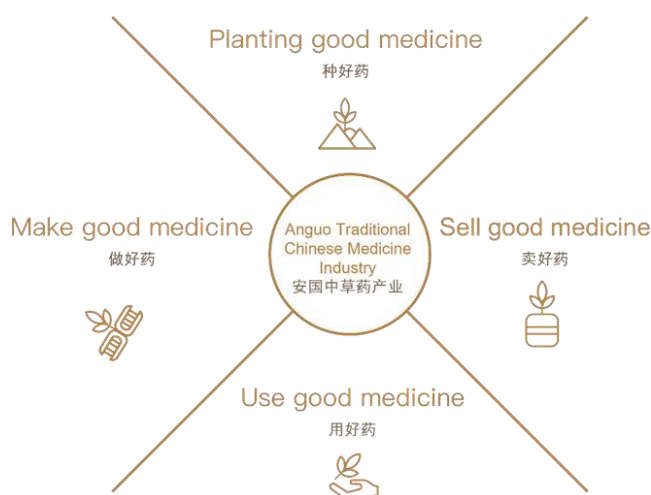 Planting good medicine
种好药
Make good medicine
做好药
Anguo Traditional
Chinese Medicine
Industry
安国中草药产业
Sell good medicine
卖好药
Use good medicine
用好药